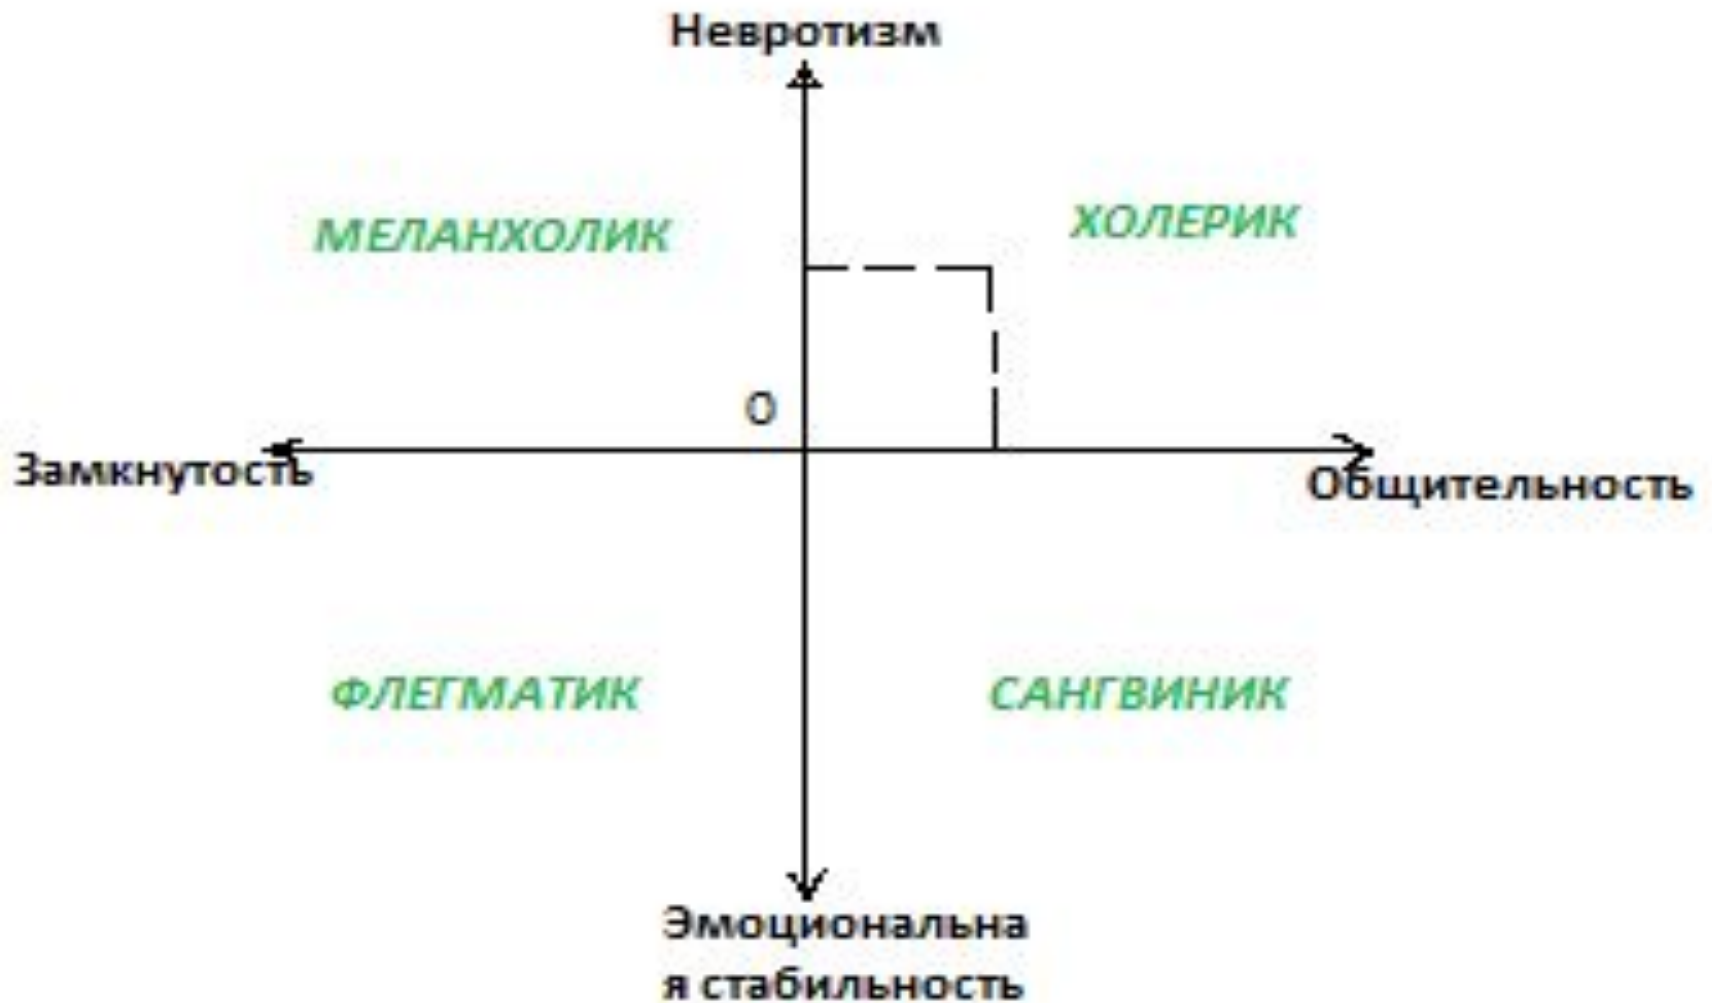 Невротизм
МЕЛАНХОЛИК
ХОЛЕРИК
О
Замкнутость
Общительность
ФЛЕГМАТИК
САНГВИНИК
Эмоциональна
я стабильность